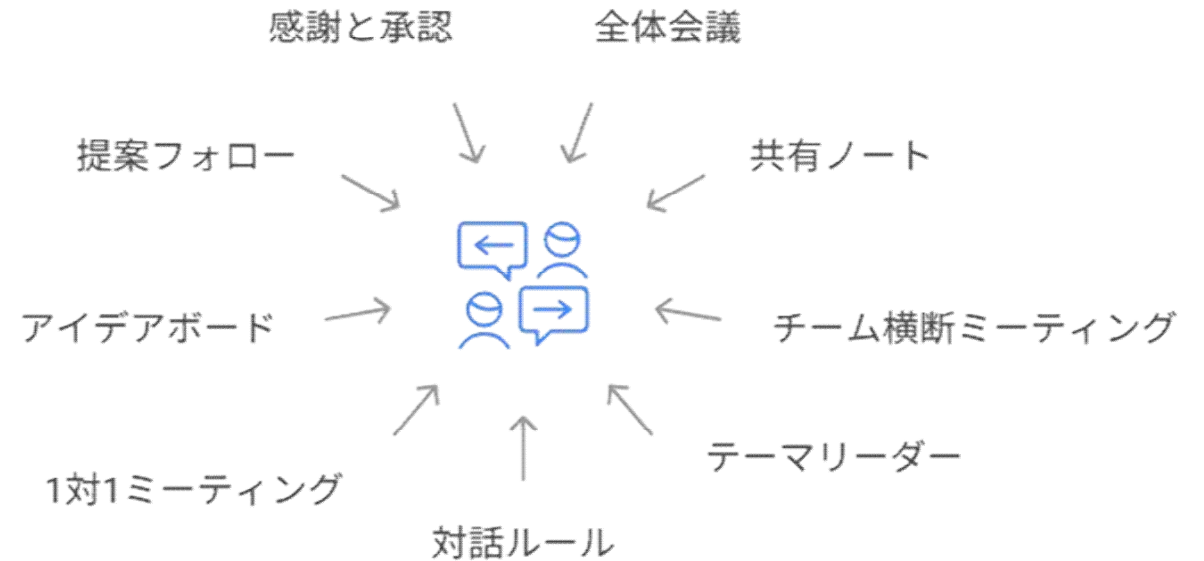 感謝と承認
全体会議
提案フォロー
共有ノート
アイデアボード
チーム横断ミーティング
テーマリーダー
1対1ミーティング
対話ルール